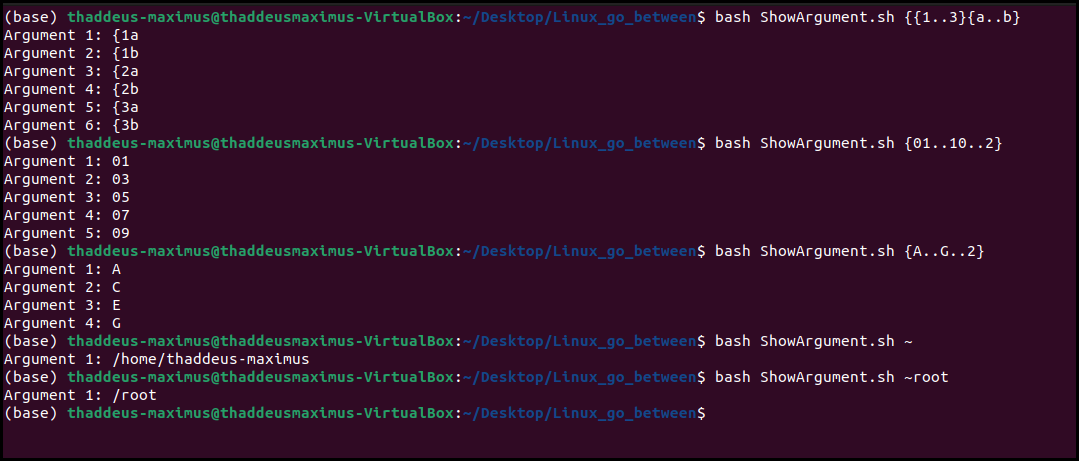 (base) thaddeus-maximus@thaddeusmaximus-VirtualBox:~/Desktop/Linux_go_between$ bash ShowArgument.sh {{1..3}{a..b}
Argument 1: {1a
Argument 2: {1b
Argument 3: {2a
Argument 4: {2b
Argument 5: {3a
Argument 6: {3b
(base) thaddeus-maximus@thaddeusmaximus-VirtualBox:~/Desktop/Linux_go_between$ bash ShowArgument.sh {01..10..2}
Argument 1: 01
Argument 2: 03
Argument 3: 05
Argument 4: 07
Argument 5: 09
(base) thaddeus-maximus@thaddeusmaximus-VirtualBox:~/Desktop/Linux_go_between$ bash ShowArgument.sh {A..G..2}
Argument 1: A
Argument 2: C
Argument 3: E
Argument 4: G
(base) thaddeus-maximus@thaddeusmaximus-VirtualBox:~/Desktop/Linux_go_between$ bash ShowArgument.sh ~
Argument 1: /home/thaddeus-maximus
(base) thaddeus-maximus@thaddeusmaximus-VirtualBox:~/Desktop/Linux_go_between$ bash ShowArgument.sh ~root
Argument 1: /root
(base) thaddeus-maximus@thaddeusmaximus-VirtualBox:~/Desktop/Linux_go_between$